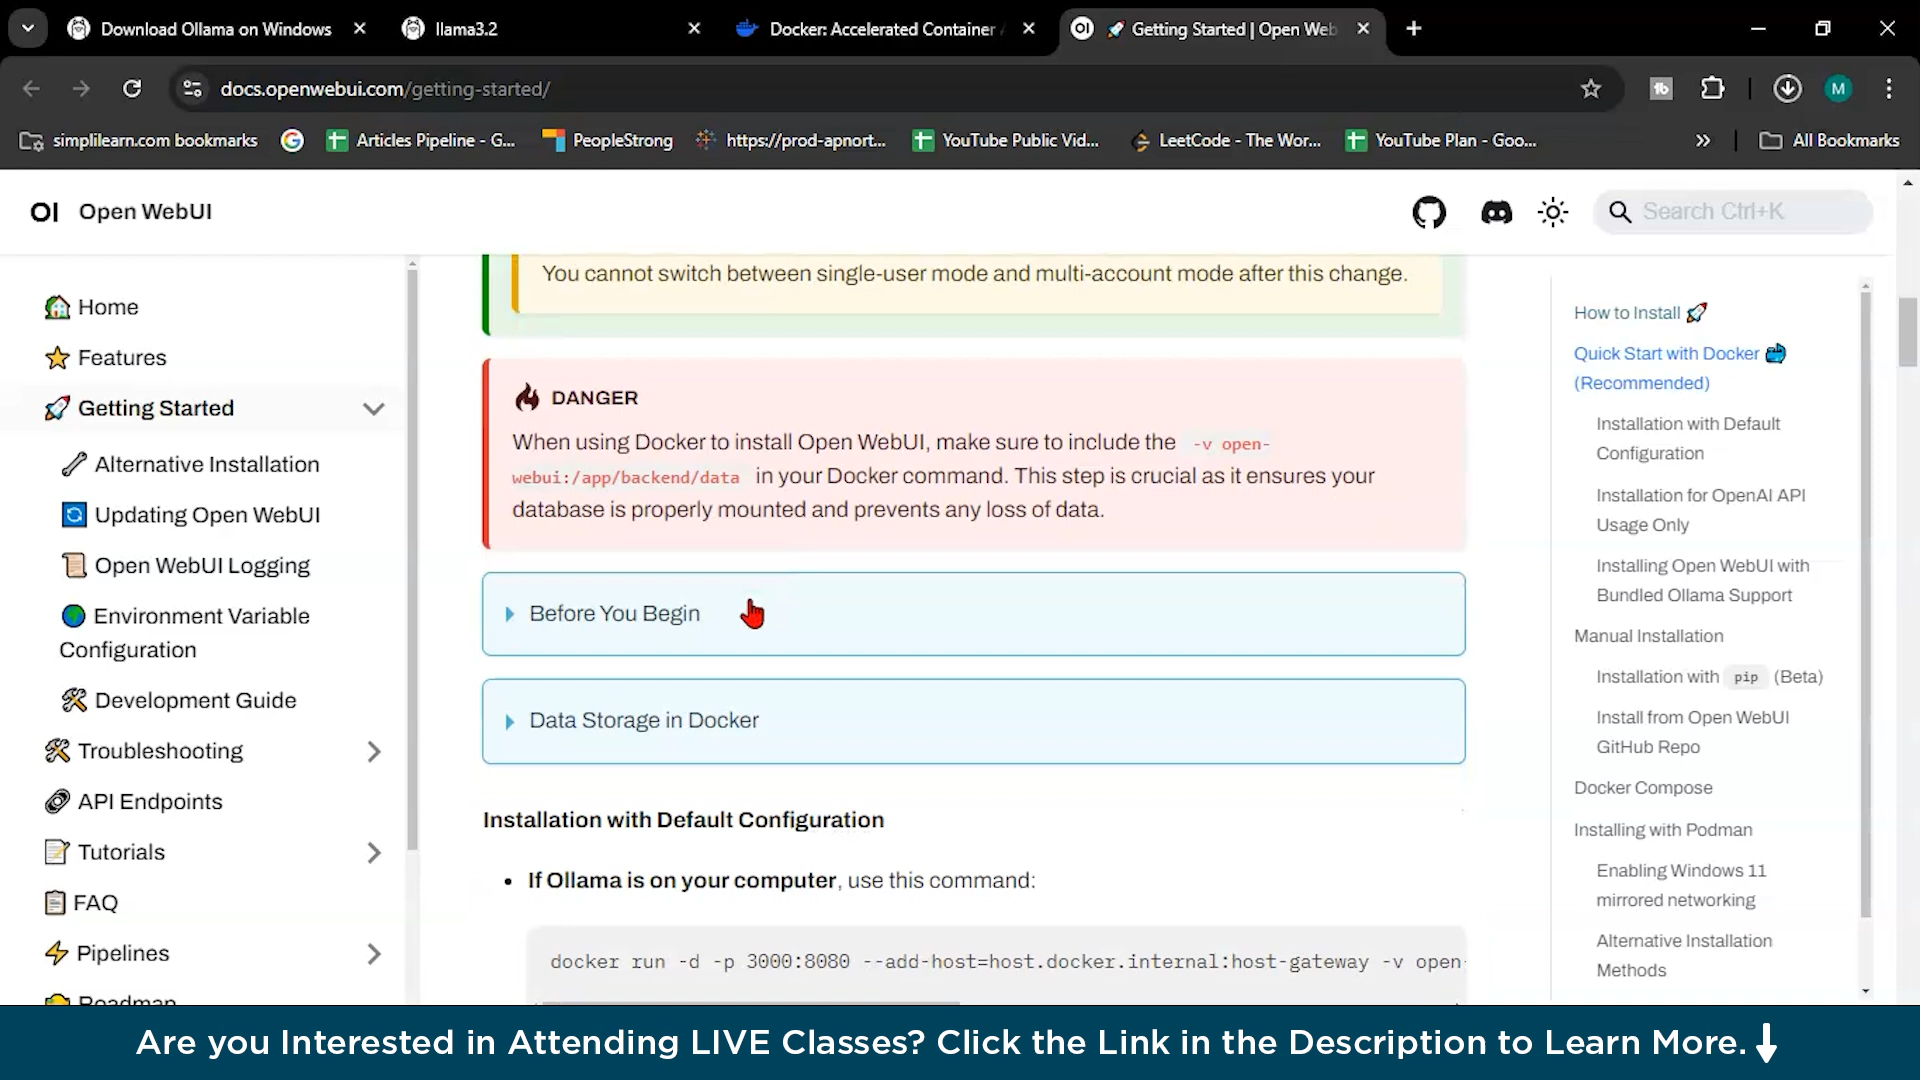 Download Ollama on Windows
llama3.2
Docker: Accelerated Container
Getting Started | Open Web
docs.openwebui.com/getting-started/
M
simplilearn.com bookmarks
Articles Pipeline - G...
PeopleStrong
https://prod-apnort...
YouTube Public Vid...
LeetCode - The Wor...
YouTube Plan - Goo...
All Bookmarks
OI Open WebUI
Search Ctrl+K
Home
Features
Getting Started
Alternative Installation
Updating Open WebUI
Open WebUI Logging
Environment Variable
Configuration
Development Guide
Troubleshooting
API Endpoints
Tutorials
FAQ
Pipelines
Roadmap
You cannot switch between single-user mode and multi-account mode after this change.
DANGER
When using Docker to install Open WebUI, make sure to include the -v open-
webui:/app/backend/data in your Docker command. This step is crucial as it ensures your
database is properly mounted and prevents any loss of data.
Before You Begin
Data Storage in Docker
Installation with Default Configuration
• If Ollama is on your computer, use this command:
docker run -d -p 3000:8080 --add-host=host.docker.internal:host-gateway -v open-
How to Install
Quick Start with Docker
(Recommended)
Installation with Default
Configuration
Installation for OpenAI API
Usage Only
Installing Open WebUI with
Bundled Ollama Support
Manual Installation
Installation with pip (Beta)
Install from Open WebUI
GitHub Repo
Docker Compose
Installing with Podman
Enabling Windows 11
mirrored networking
Alternative Installation
Methods
Are you Interested in Attending LIVE Classes? Click the Link in the Description to Learn More.